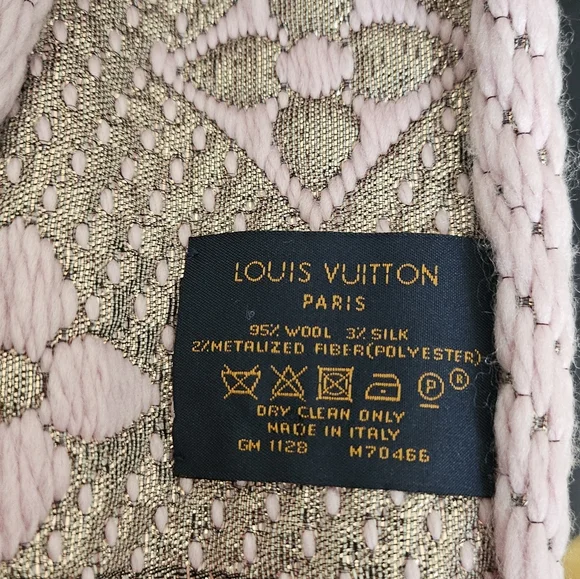 LOUIS VUITTON
PARIS
95% WOOL 3% SILK
2%METALIZED FIBER(POLYESTER)
P ®
DRY CLEAN ONLY
MADE IN ITALY
GM 1128 M70466